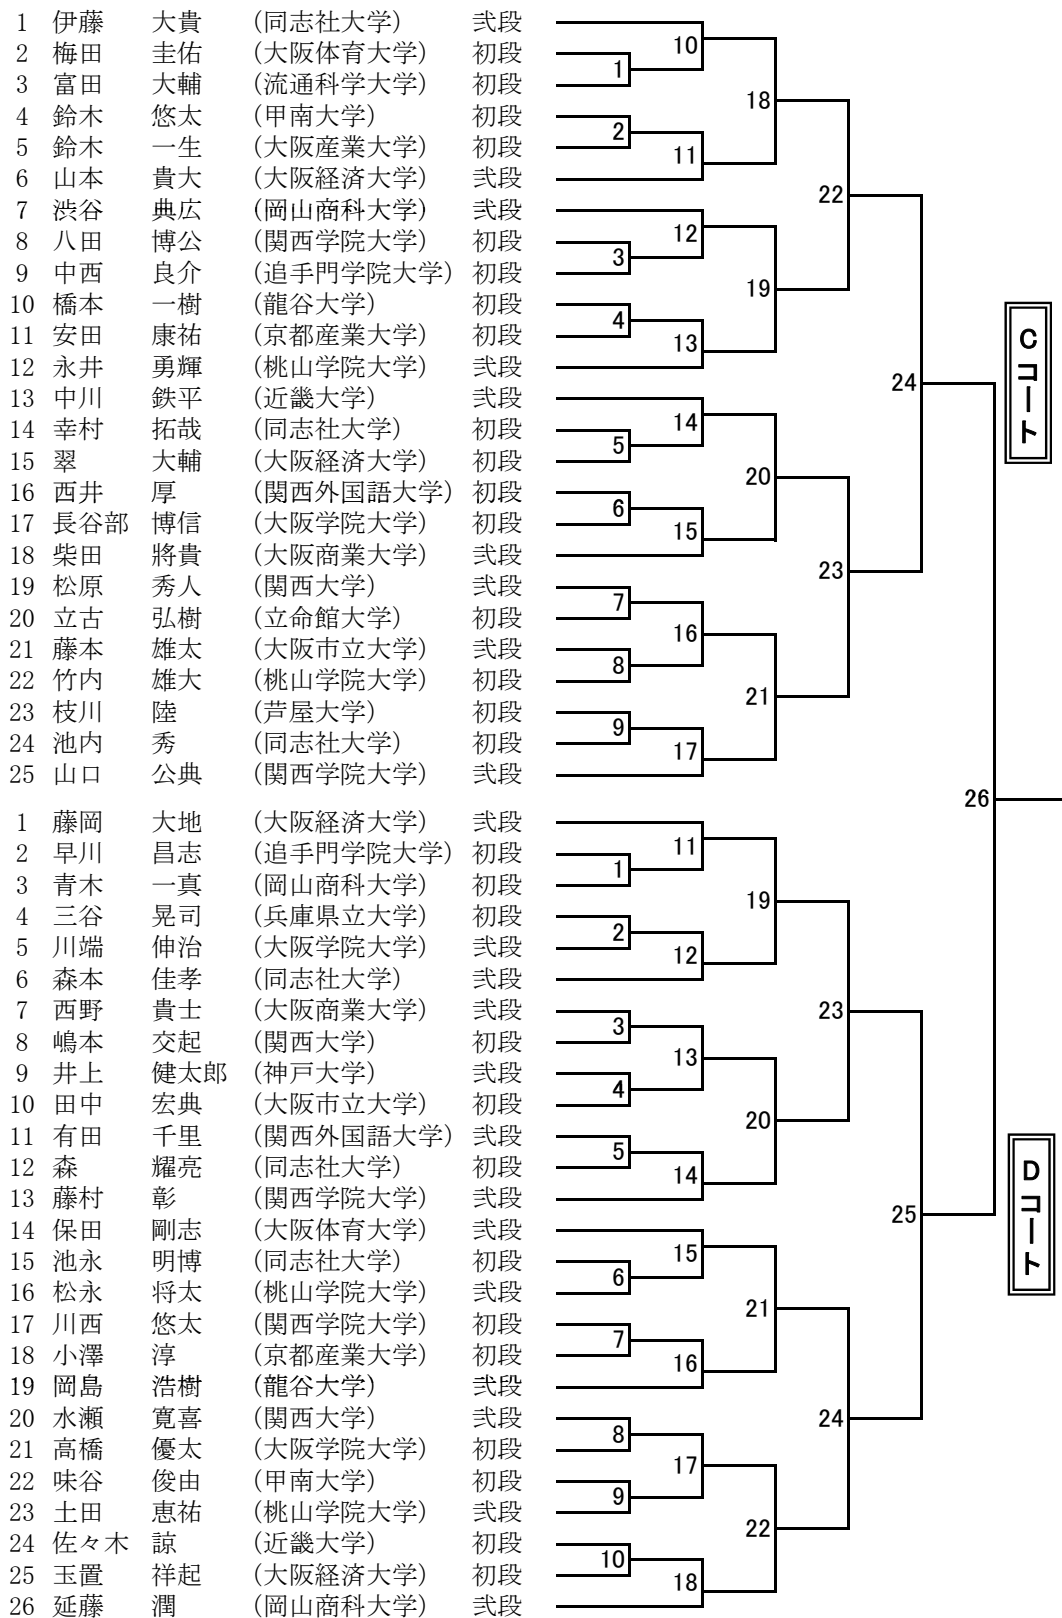 1 伊藤 大貴 (同志社大学) 弐段
2 梅田 圭佑 (大阪体育大学) 初段
3 富田 大輔 (流通科学大学) 初段
4 鈴木 悠太 (甲南大学) 初段
5 鈴木 一生 (大阪産業大学) 初段
6 山本 貴大 (大阪経済大学) 弐段
7 渋谷 典広 (岡山商科大学) 弐段
8 八田 博公 (関西学院大学) 初段
9 中西 良介 (追手門学院大学) 初段
10 橋本 一樹 (龍谷大学) 初段
11 安田 康祐 (京都産業大学) 初段
12 永井 勇輝 (桃山学院大学) 弐段
13 中川 鉄平 (近畿大学) 弐段
14 幸村 拓哉 (同志社大学) 初段
15 翠 大輔 (大阪経済大学) 初段
16 西井 厚 (関西外国語大学) 初段
17 長谷部 博信 (大阪学院大学) 初段
18 柴田 將貴 (大阪商業大学) 弐段
19 松原 秀人 (関西大学) 弐段
20 立古 弘樹 (立命館大学) 初段
21 藤本 雄太 (大阪市立大学) 弐段
22 竹内 雄大 (桃山学院大学) 初段
23 枝川 陸 (芦屋大学) 初段
24 池内 秀 (同志社大学) 初段
25 山口 公典 (関西学院大学) 弐段
1 2 3 4 5 6 7 8 9
10 11 12 13 14 15 16 17
18 19 20 21
22 23
24
Cコート
26
1 藤岡 大地 (大阪経済大学) 弐段
2 早川 昌志 (追手門学院大学) 初段
3 青木 一真 (岡山商科大学) 初段
4 三谷 晃司 (兵庫県立大学) 初段
5 川端 伸治 (大阪学院大学) 弐段
6 森本 佳孝 (同志社大学) 弐段
7 西野 貴士 (大阪商業大学) 弐段
8 嶋本 交起 (関西大学) 初段
9 井上 健太郎 (神戸大学) 弐段
10 田中 宏典 (大阪市立大学) 初段
11 有田 千里 (関西外国語大学) 弐段
12 森 耀亮 (同志社大学) 初段
13 藤村 彰 (関西学院大学) 弐段
14 保田 剛志 (大阪体育大学) 弐段
15 池永 明博 (同志社大学) 初段
16 松永 将太 (桃山学院大学) 弐段
17 川西 悠太 (関西学院大学) 初段
18 小澤 淳 (京都産業大学) 初段
19 岡島 浩樹 (龍谷大学) 弐段
20 水瀬 寛喜 (関西大学) 弐段
21 高橋 優太 (大阪学院大学) 初段
22 味谷 俊由 (甲南大学) 初段
23 土田 恵祐 (桃山学院大学) 弐段
24 佐々木 諒 (近畿大学) 初段
25 玉置 祥起 (大阪経済大学) 初段
26 延藤 潤 (岡山商科大学) 弐段
1 2 3 4 5 6 7 8 9 10
11 12 13 14 15 16 17 18
19 20 21 22
23 24
25
Dコート